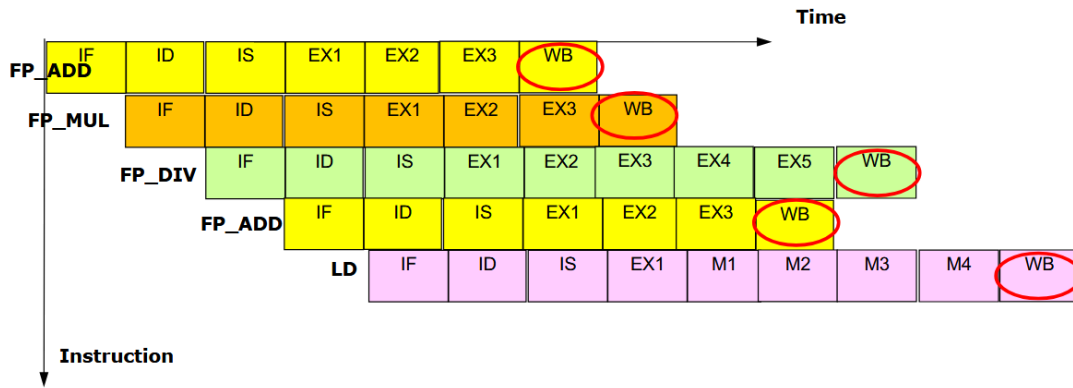 Time
IF ID IS EX1 EX2 EX3 WB
FP_ADD
IF ID IS EX1 EX2 EX3 WB
FP_MUL
IF ID IS EX1 EX2 EX3 EX4 EX5 WB
FP_DIV
IF ID IS EX1 EX2 EX3 WB
FP_ADD
LD IF ID IS EX1 M1 M2 M3 M4 WB
Instruction